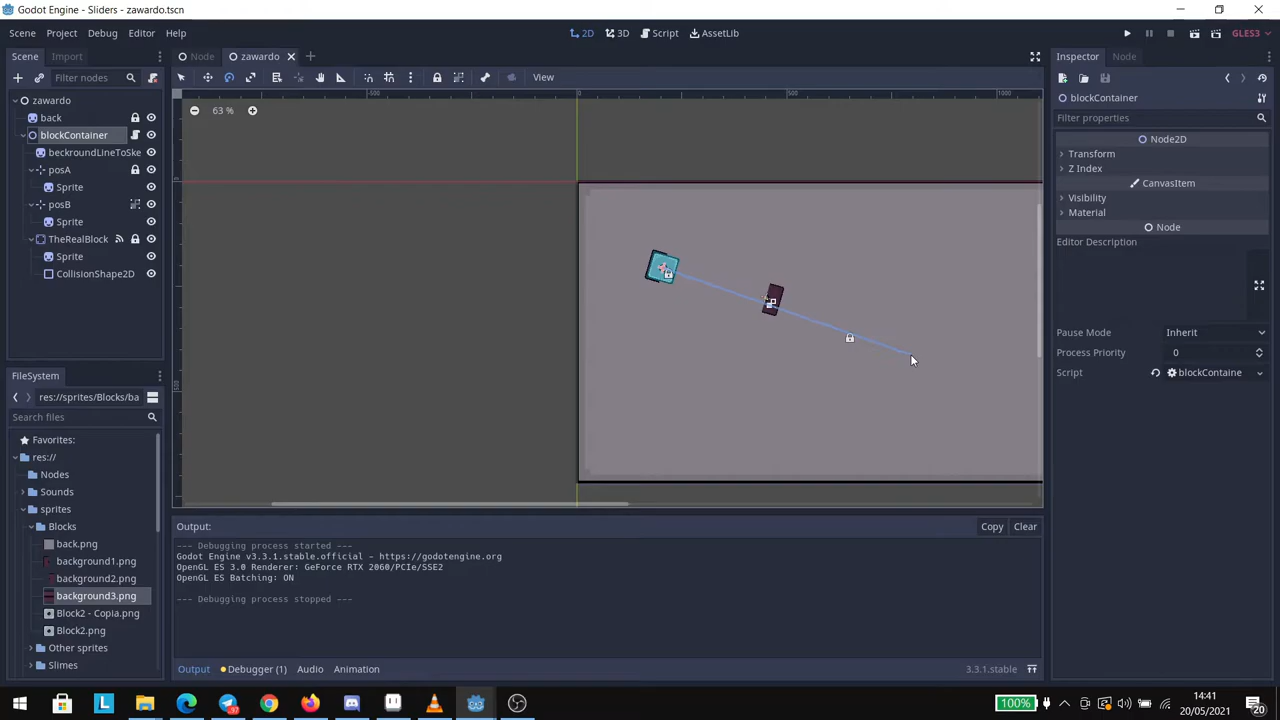 Godot Engine - Sliders - zawardo.tscn
Scene Project Debug Editor Help
2D 3D Script AssetLib
GLES3
Scene Import
Filter nodes
zawardo
back
blockContainer
beckroundLineToSke
posA
Sprite
posB
Sprite
TheRealBlock
Sprite
CollisionShape2D
FileSystem
res://sprites/Blocks/ba
Search files
Favorites:
res://
Nodes
Sounds
sprites
Blocks
back.png
background1.png
background2.png
background3.png
Block2 - Copia.png
Block2.png
Other sprites
Slimes
Node zawardo
View
-500 0 500 1000
63 %
Output:
Copy Clear
--- Debugging process started ---
Godot Engine v3.3.1.stable.official - https://godotengine.org
OpenGL ES 3.0 Renderer: GeForce RTX 2060/PCIe/SSE2
OpenGL ES Batching: ON
--- Debugging process stopped ---
Output Debugger (1) Audio Animation
3.3.1.stable
Inspector Node
blockContainer
Filter properties
Node2D
Transform
Z Index
CanvasItem
Visibility
Material
Node
Editor Description
Pause Mode Inherit
Process Priority 0
Script blockContaine
100%
14:41
20/05/2021
20